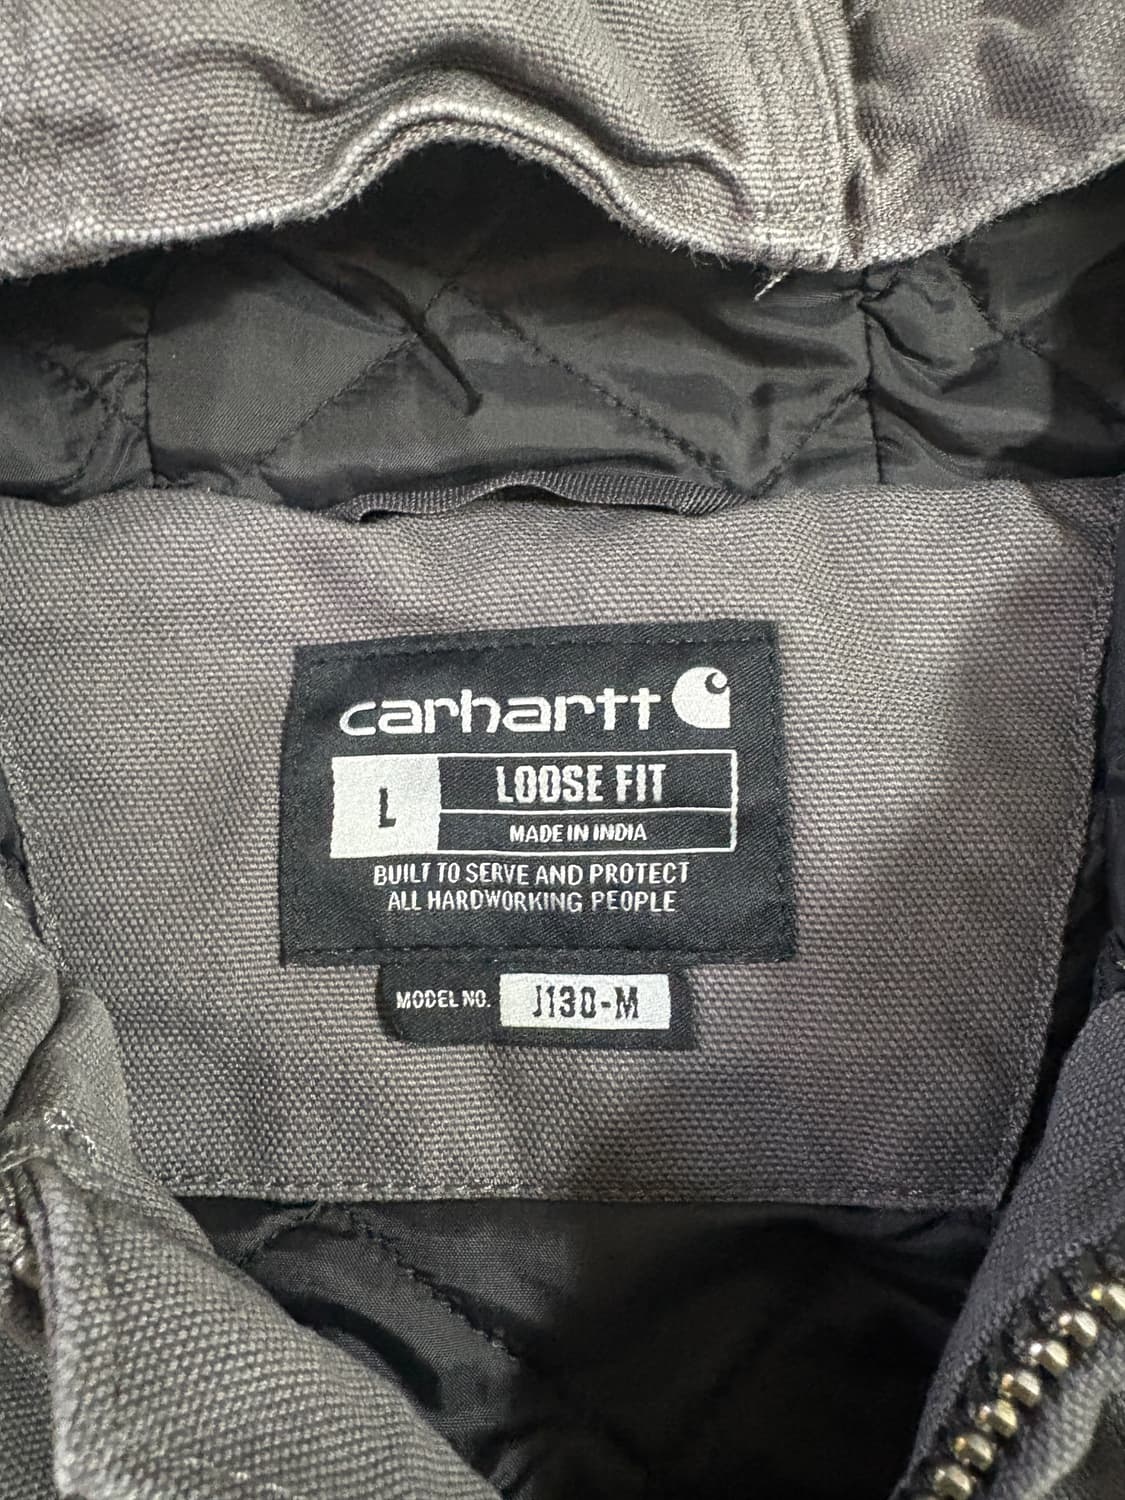 carhartt
L
LOOSE FIT
MADE IN INDIA
BUILT TO SERVE AND PROTECT
ALL HARDWORKING PEOPLE
MODEL NO. J130-M